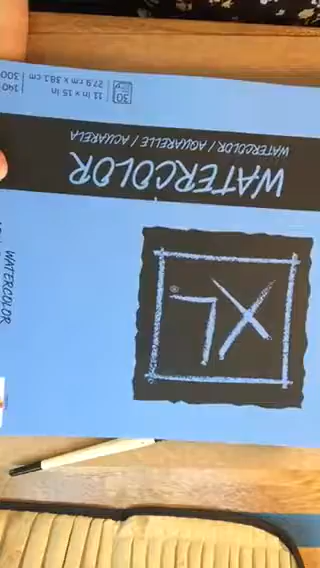 XL®
WATERCOLOR
WATERCOLOR / AQUARELLE / ACUARELA
30
11 in x 15 in
27.9 cm x 38.1 cm
140
300
WATERCOLOR